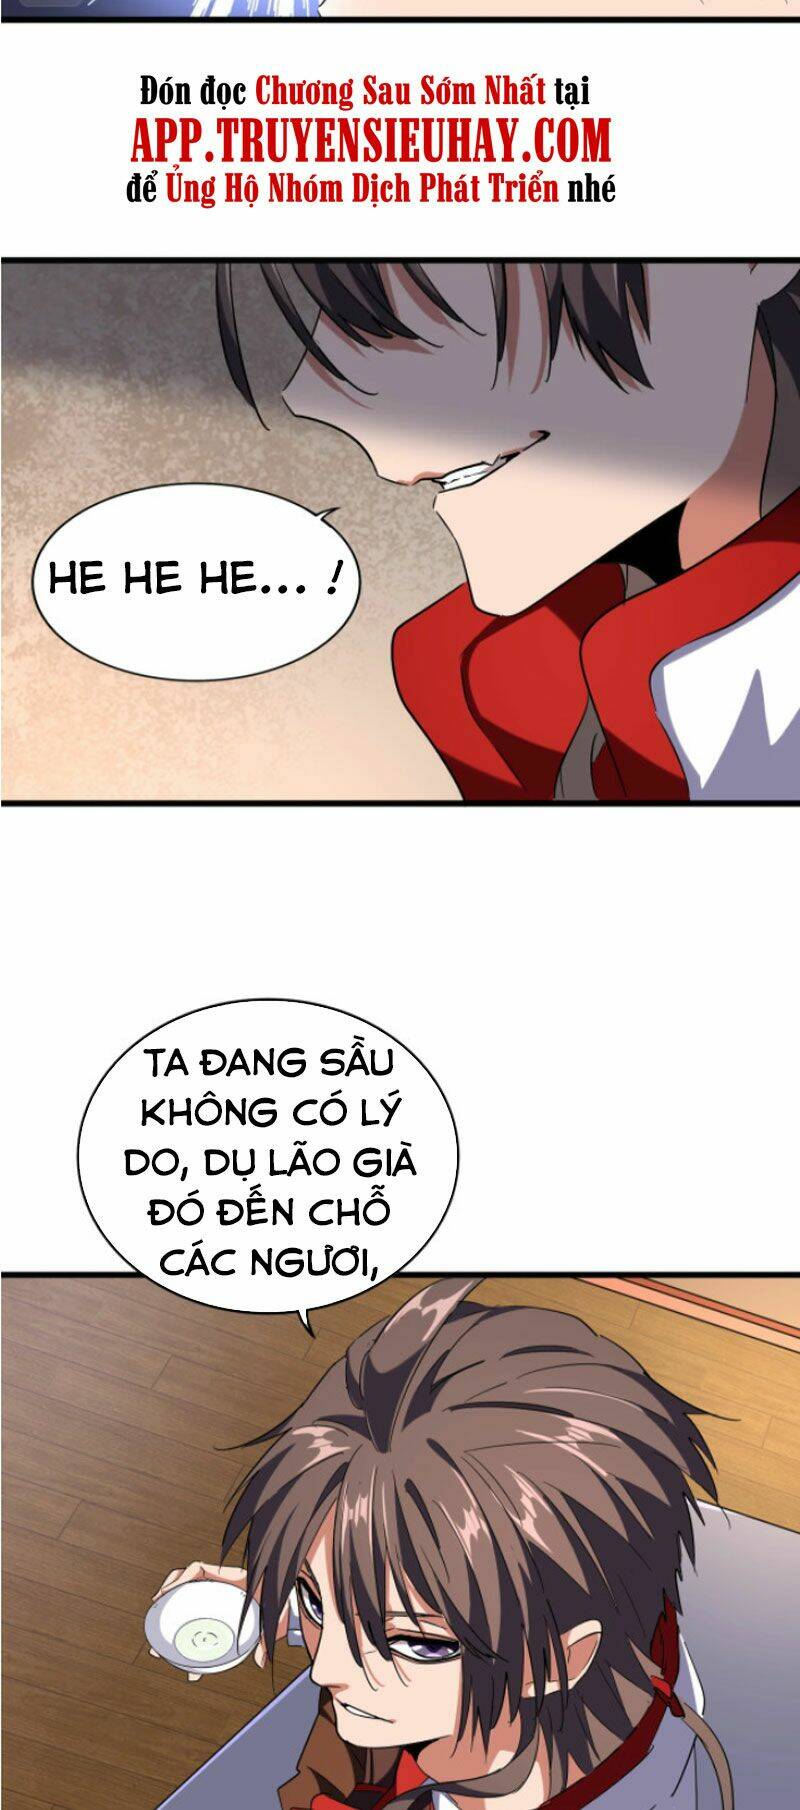 Đón đọc Chương Sau Sớm Nhất tại
APP.TRUYENSIEUHAY.COM
để Ủng Hộ Nhóm Dịch Phát Triển nhé
HE HE HE... !
TA ĐANG SẦU
KHÔNG CÓ LÝ
DO, DỤ LÃO GIÀ
ĐÓ ĐẾN CHỖ
CÁC NGƯƠI,